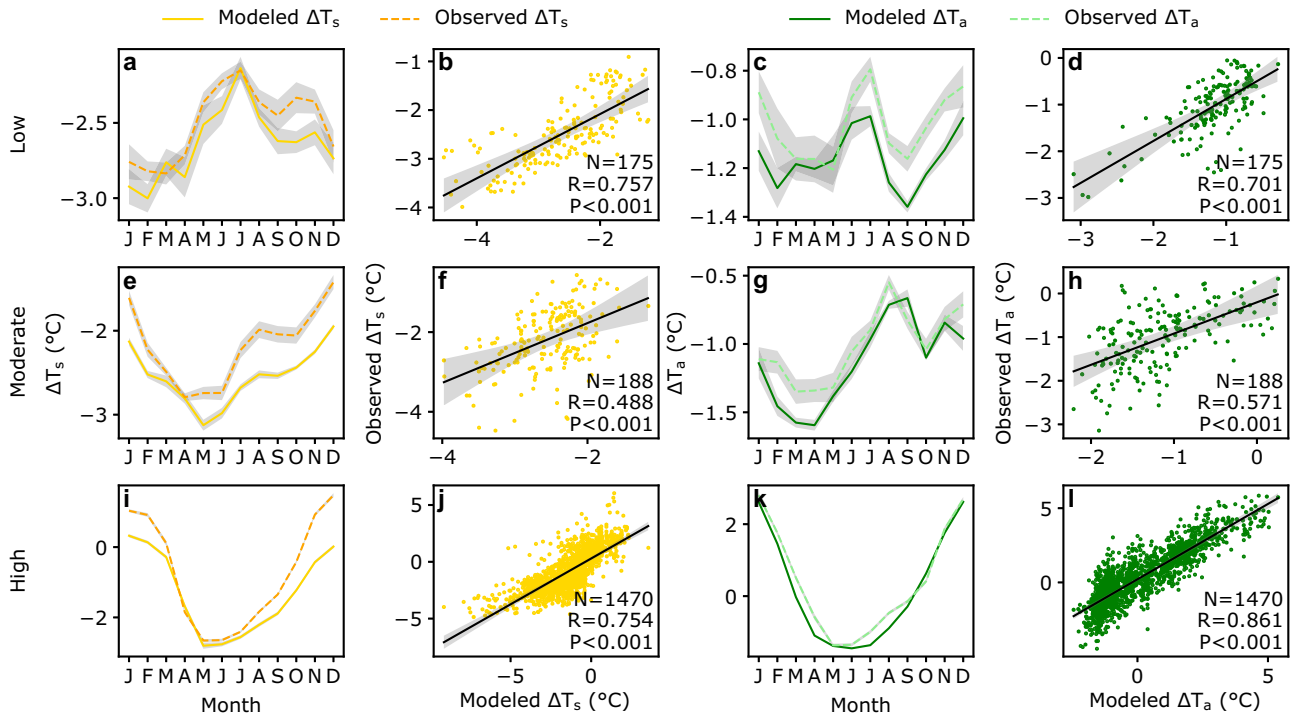 Modeled ΔTs Observed ΔTs Modeled ΔTa Observed ΔTa
Low
a
−2.5
−3.0
J F M A M J J A S O N D
b
−1
−2
−3
−4
−4 −2
N=175
R=0.757
P<0.001
c
−0.8
−1.0
−1.2
−1.4
J F M A M J J A S O N D
d
0
−1
−2
−3
−3 −2 −1
N=175
R=0.701
P<0.001
Moderate
ΔTs (°C)
e
−2
−3
J F M A M J J A S O N D
Observed ΔTs (°C)
f
−2
−4
−4 −2
N=188
R=0.488
P<0.001
ΔTa (°C)
g
−0.5
−1.0
−1.5
J F M A M J J A S O N D
Observed ΔTa (°C)
h
0
−1
−2
−3
−2 −1 0
N=188
R=0.571
P<0.001
High
i
0
−2
J F M A M J J A S O N D
Month
j
5
0
−5
−5 0
N=1470
R=0.754
P<0.001
Modeled ΔTs (°C)
k
2
0
J F M A M J J A S O N D
Month
l
5
0
0 5
N=1470
R=0.861
P<0.001
Modeled ΔTa (°C)